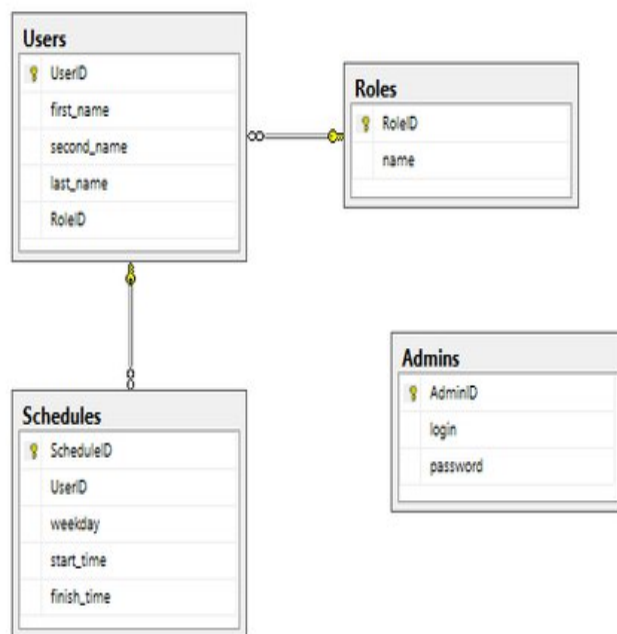 Users
UserID
first_name
second_name
last_name
RoleID
Roles
RoleID
name
Admins
AdminID
login
password
Schedules
ScheduleID
UserID
weekday
start_time
finish_time